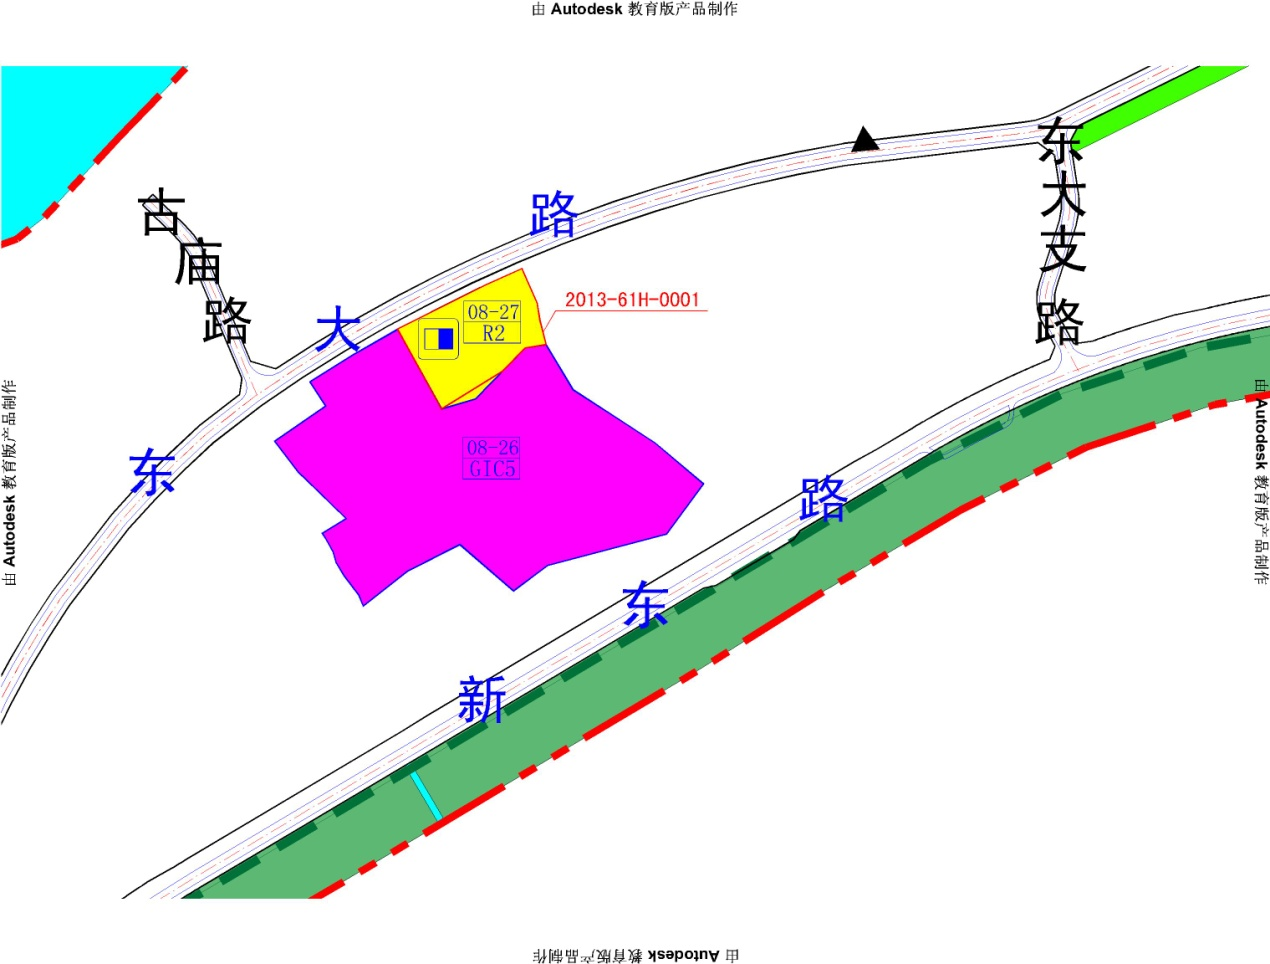 由 Autodesk 教育版产品制作
东大支路
古庙路
东大路
2013-61H-0001
08-27
R2
08-26
GIC5
新东路
由 Autodesk 教育版产品制作
由 Autodesk 教育版产品制作
由 Autodesk 教育版产品制作